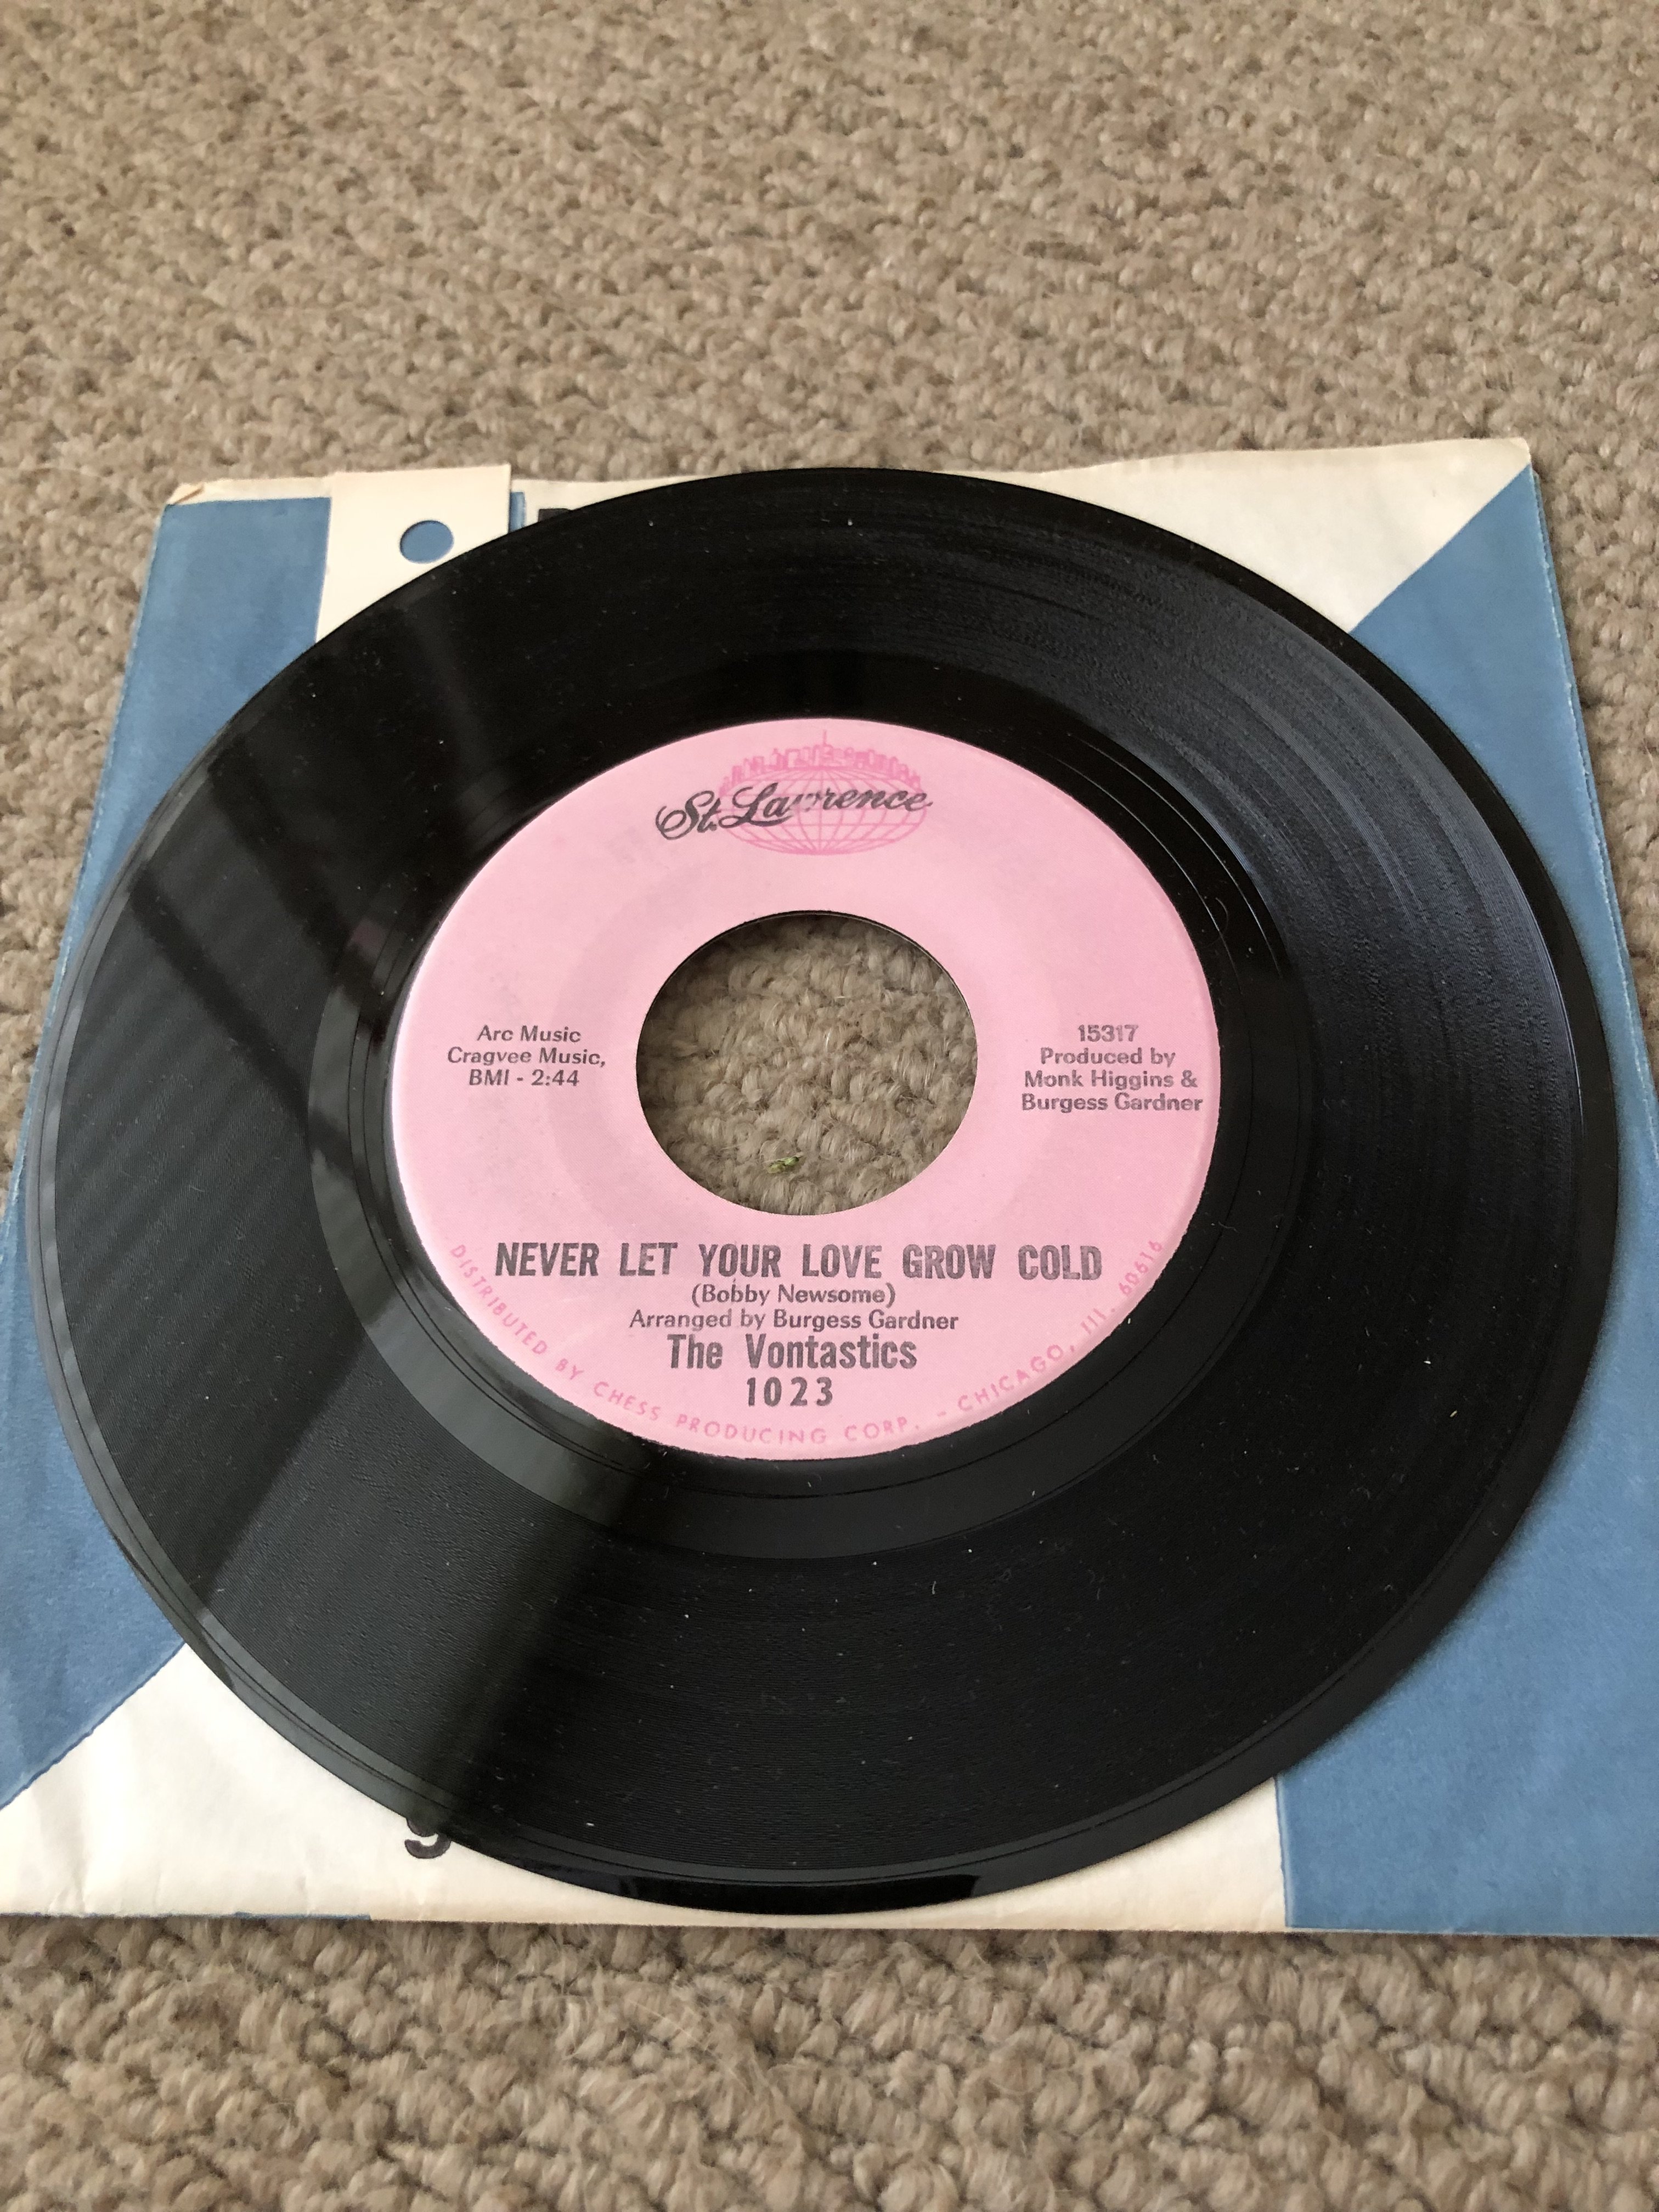 St. Lawrence
Arc Music
Cragvee Music,
BMI - 2:44
15317
Produced by
Monk Higgins &
Burgess Gardner
NEVER LET YOUR LOVE GROW COLD
(Bobby Newsome)
Arranged by Burgess Gardner
The Vontastics
1023
DISTRIBUTED BY CHESS PRODUCING CORP. - CHICAGO, Ill. 60616